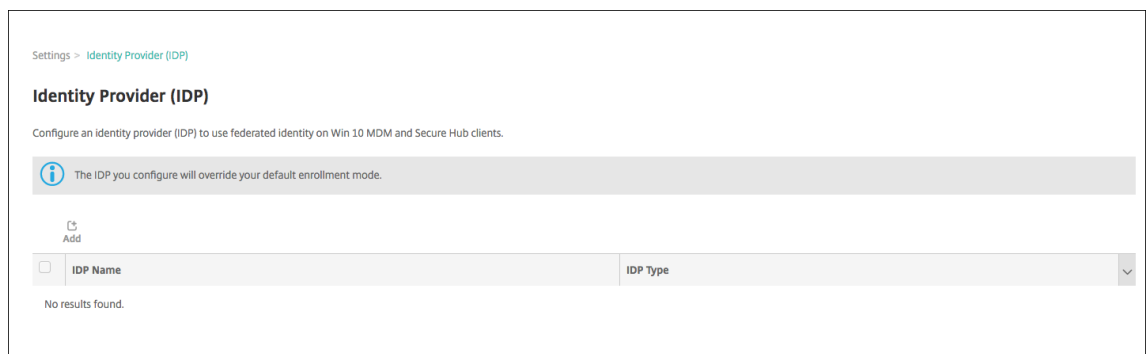 Settings > Identity Provider (IDP)
Identity Provider (IDP)
Configure an identity provider (IDP) to use federated identity on Win 10 MDM and Secure Hub clients.
The IDP you configure will override your default enrollment mode.
Add
IDP Name IDP Type
No results found.